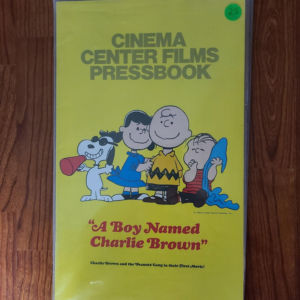 CINEMA
CENTER FILMS
PRESSBOOK
“A Boy Named
Charlie Brown”
Charlie Brown and the Peanuts Gang in their First Movie!